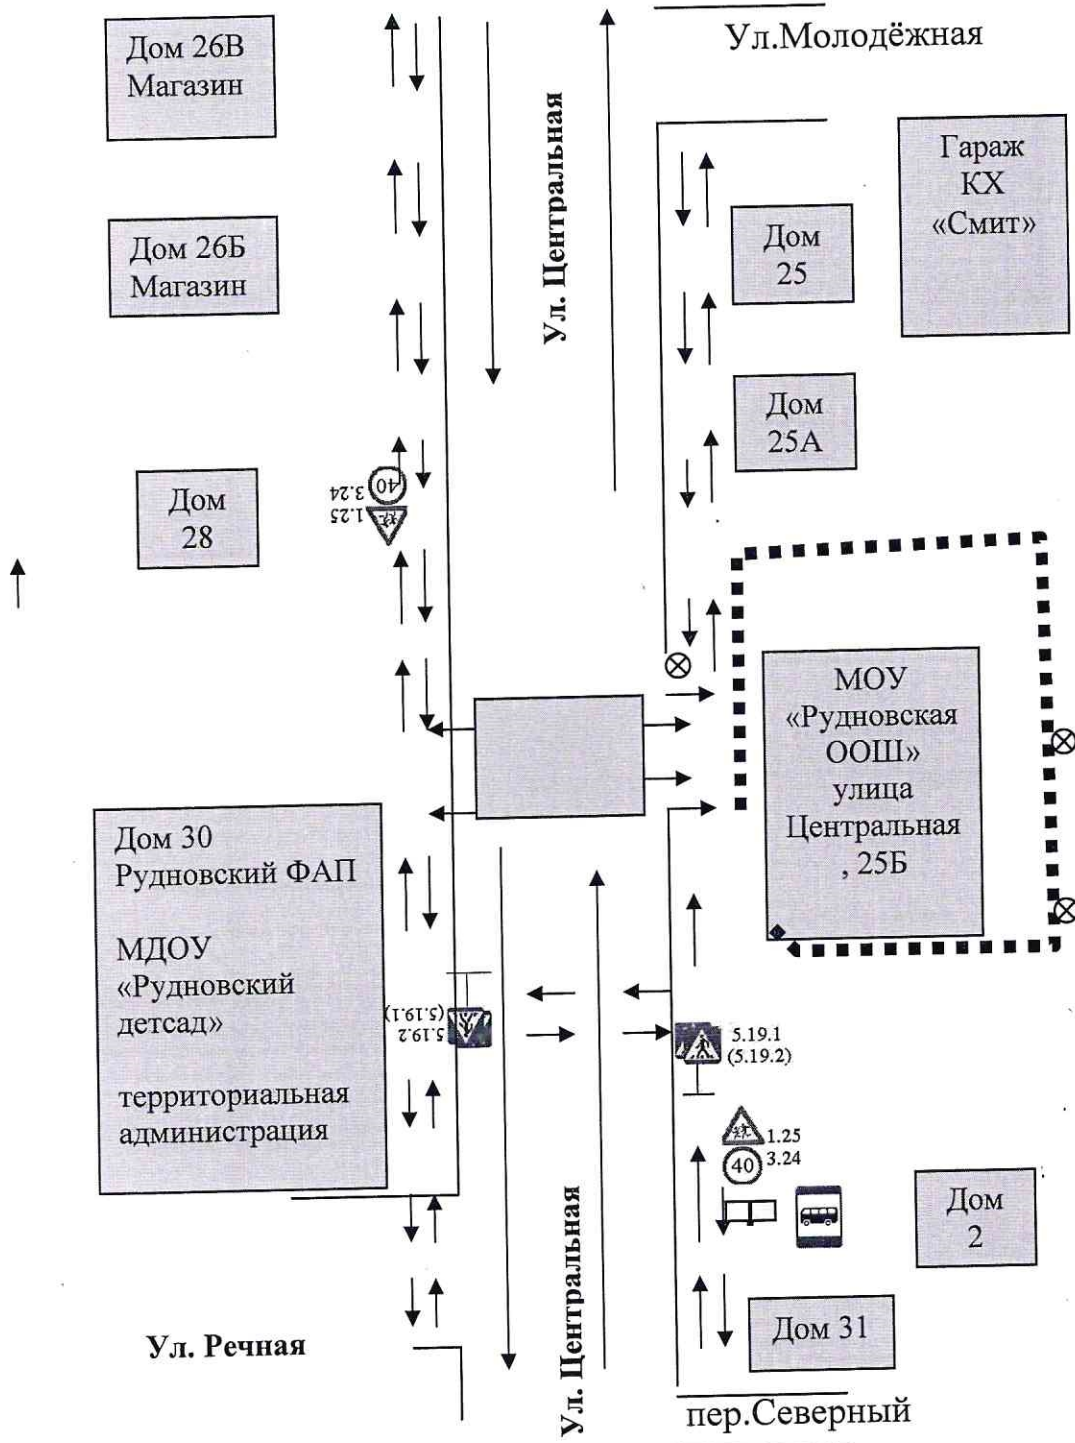 Ул.Молодёжная
Дом 26В
Магазин
Ул. Центральная
Гараж
КХ
«Смит»
Дом
25
Дом 26Б
Магазин
Дом
25А
40
3.24
1.25
Дом
28
МОУ
«Рудновская
ООШ»
улица
Центральная
, 25Б
Дом 30
Рудновский ФАП
МДОУ
«Рудновский
детсад»
территориальная
администрация
5.19.2
(5.19.1)
5.19.1
(5.19.2)
1.25
40
3.24
Дом
2
Дом 31
Ул. Речная
Ул. Центральная
пер.Северный